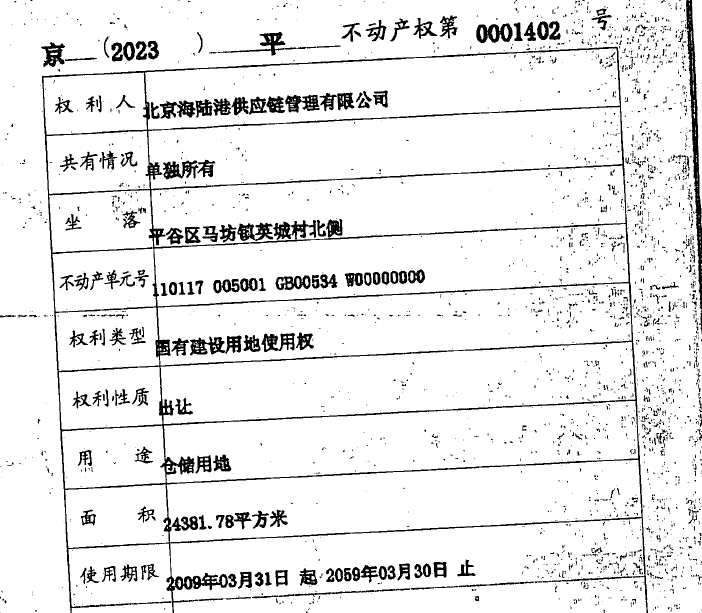 京（2023）平不动产权第0001402号
权利人 北京海陆港供应链管理有限公司
共有情况 单独所有
坐落 平谷区马坊镇英城村北侧
不动产单元号 110117 005001 GB00534 W00000000
权利类型 国有建设用地使用权
权利性质 出让
用途 仓储用地
面积 24381.78平方米
使用期限 2009年03月31日 起 2059年03月30日 止